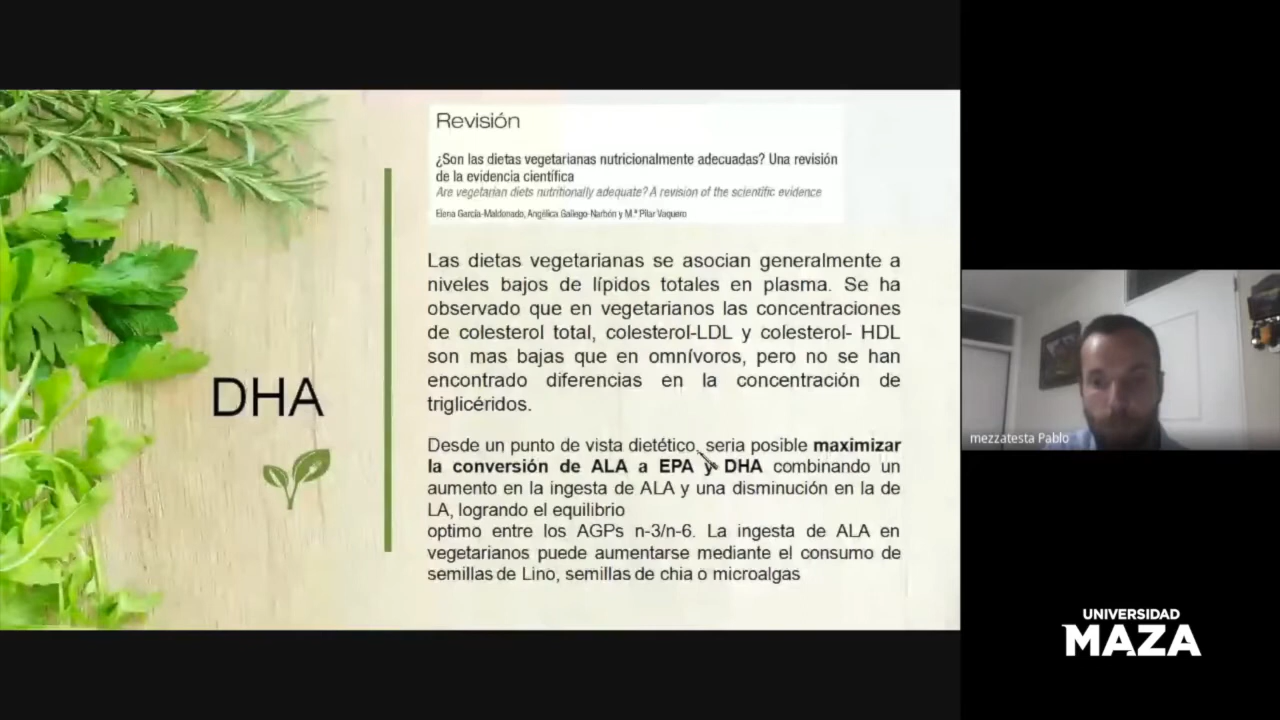 Revisión
¿Son las dietas vegetarianas nutricionalmente adecuadas? Una revisión
de la evidencia científica
Are vegetarian diets nutritionally adequate? A revision of the scientific evidence
Elena García-Maldonado, Angélica Gallego-Narbón y M.ª Pilar Vaquero
Las dietas vegetarianas se asocian generalmente a
niveles bajos de lípidos totales en plasma. Se ha
observado que en vegetarianos las concentraciones
de colesterol total, colesterol-LDL y colesterol- HDL
son mas bajas que en omnívoros, pero no se han
encontrado diferencias en la concentración de
triglicéridos.
DHA
Desde un punto de vista dietético, seria posible maximizar
la conversión de ALA a EPA y DHA combinando un
aumento en la ingesta de ALA y una disminución en la de
LA, logrando el equilibrio
optimo entre los AGPs n-3/n-6. La ingesta de ALA en
vegetarianos puede aumentarse mediante el consumo de
semillas de Lino, semillas de chia o microalgas
mezzatesta Pablo
UNIVERSIDAD
MAZA